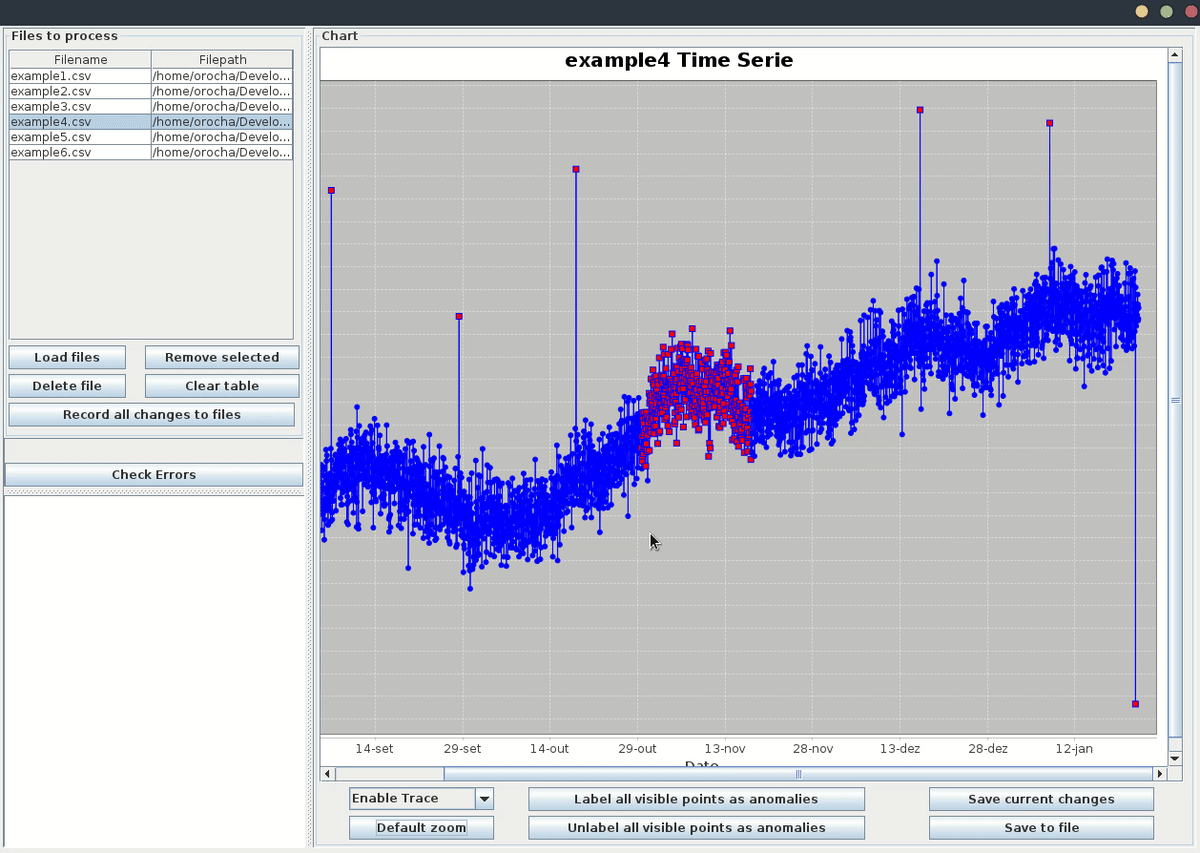 Files to process
Filename Filepath
example1.csv /home/orocha/Develo...
example2.csv /home/orocha/Develo...
example3.csv /home/orocha/Develo...
example4.csv /home/orocha/Develo...
example5.csv /home/orocha/Develo...
example6.csv /home/orocha/Develo...
Load files Remove selected
Delete file Clear table
Record all changes to files
Check Errors
Chart
example4 Time Serie
14-set 29-set 14-out 29-out 13-nov 28-nov 13-dez 28-dez 12-jan
Date
Enable Trace Label all visible points as anomalies Save current changes
Default zoom Unlabel all visible points as anomalies Save to file